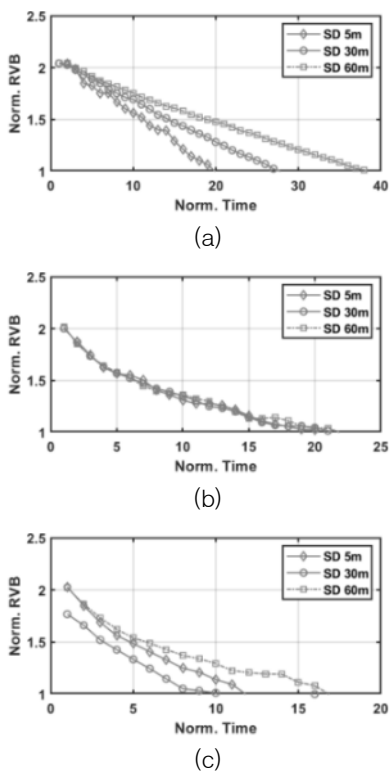 2.5
2
1.5
1
Norm. RVB
SD 5m
SD 30m
SD 60m
0 10 20 30 40
Norm. Time
(a)
2.5
2
1.5
1
Norm. RVB
SD 5m
SD 30m
SD 60m
0 5 10 15 20 25
Norm. Time
(b)
2.5
2
1.5
1
Norm. RVB
SD 5m
SD 30m
SD 60m
0 5 10 15 20
Norm. Time
(c)